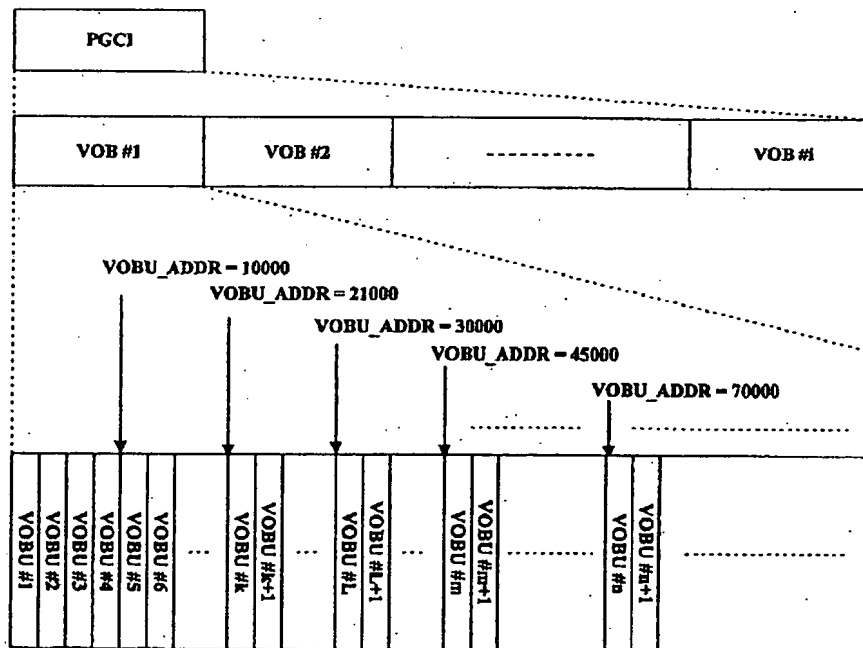 PGCI
VOB #1
VOB #2
VOB #i
VOBU_ADDR = 10000
VOBU_ADDR = 21000
VOBU_ADDR = 30000
VOBU_ADDR = 45000
VOBU_ADDR = 70000
VOBU #1
VOBU #2
VOBU #3
VOBU #4
VOBU #5
VOBU #6
...
VOBU #k
VOBU #k+1
...
VOBU #L
VOBU #L+1
...
VOBU #m
VOBU #m+1
VOBU #n
VOBU #n+1